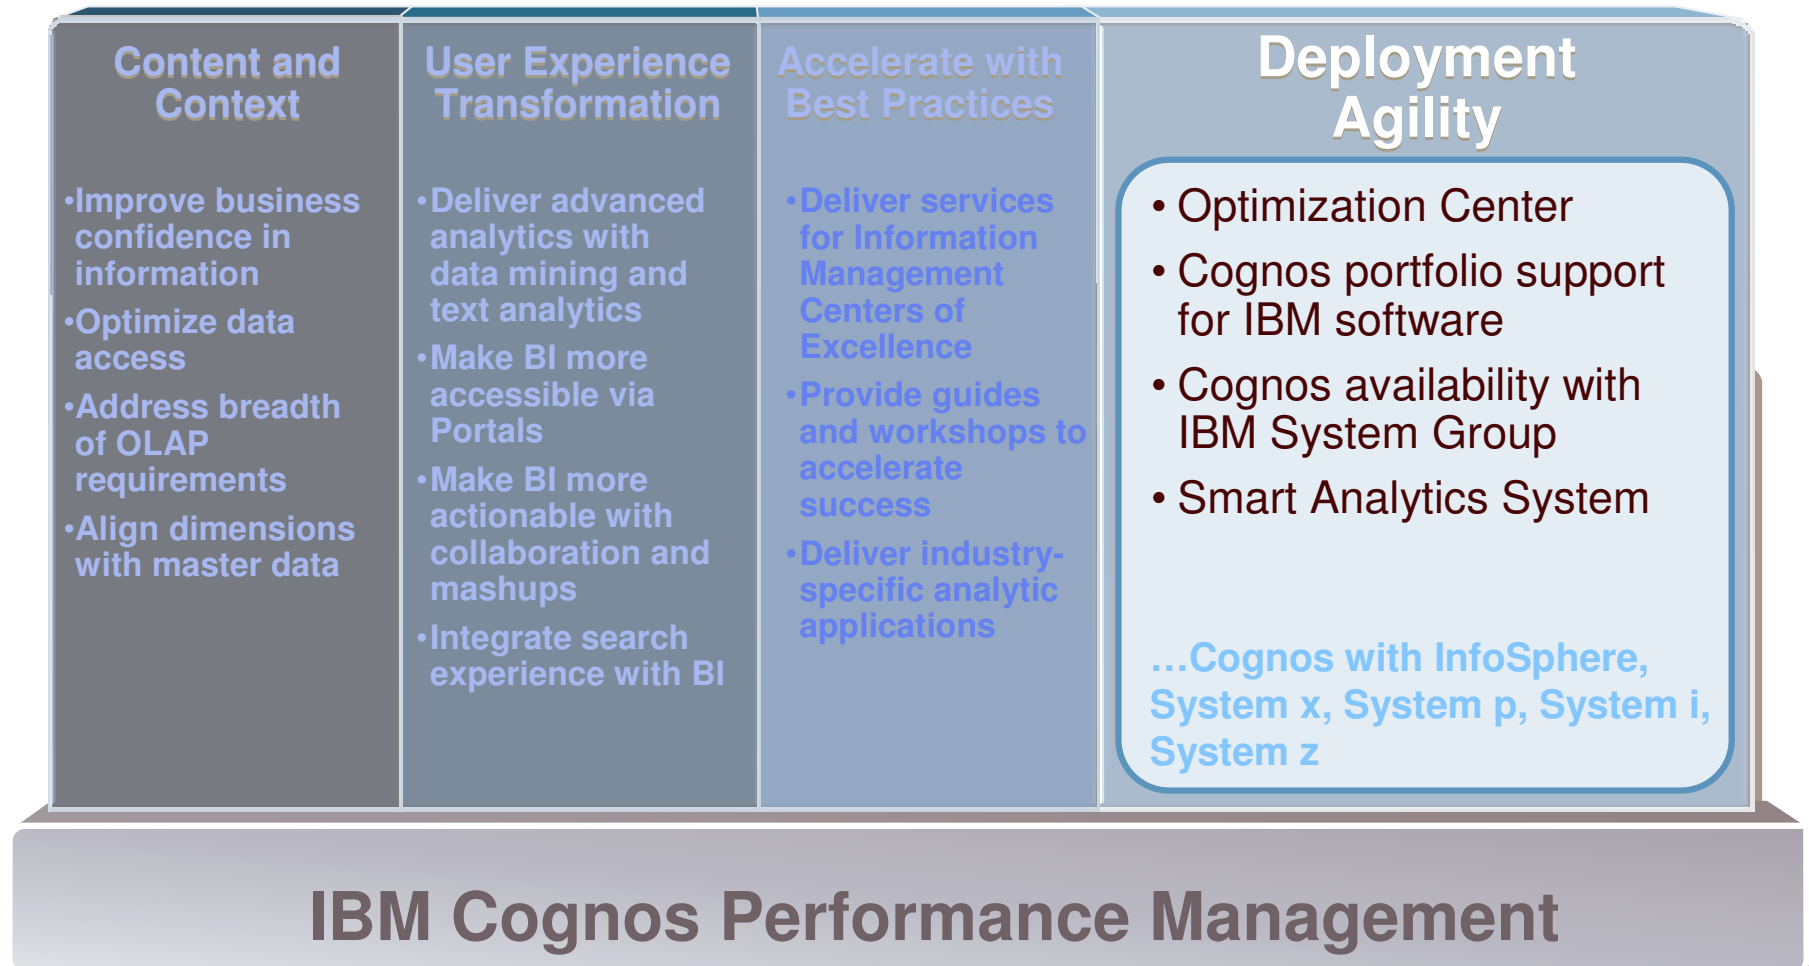 Content and
Context
•Improve business
confidence in
information
•Optimize data
access
•Address breadth
of OLAP
requirements
•Align dimensions
with master data
User Experience
Transformation
•Deliver advanced
analytics with
data mining and
text analytics
•Make BI more
accessible via
Portals
•Make BI more
actionable with
collaboration and
mashups
•Integrate search
experience with BI
Accelerate with
Best Practices
•Deliver services
for Information
Management
Centers of
Excellence
•Provide guides
and workshops to
accelerate
success
•Deliver industry-
specific analytic
applications
Deployment
Agility
• Optimization Center
• Cognos portfolio support
for IBM software
• Cognos availability with
IBM System Group
• Smart Analytics System
…Cognos with InfoSphere,
System x, System p, System i,
System z
IBM Cognos Performance Management